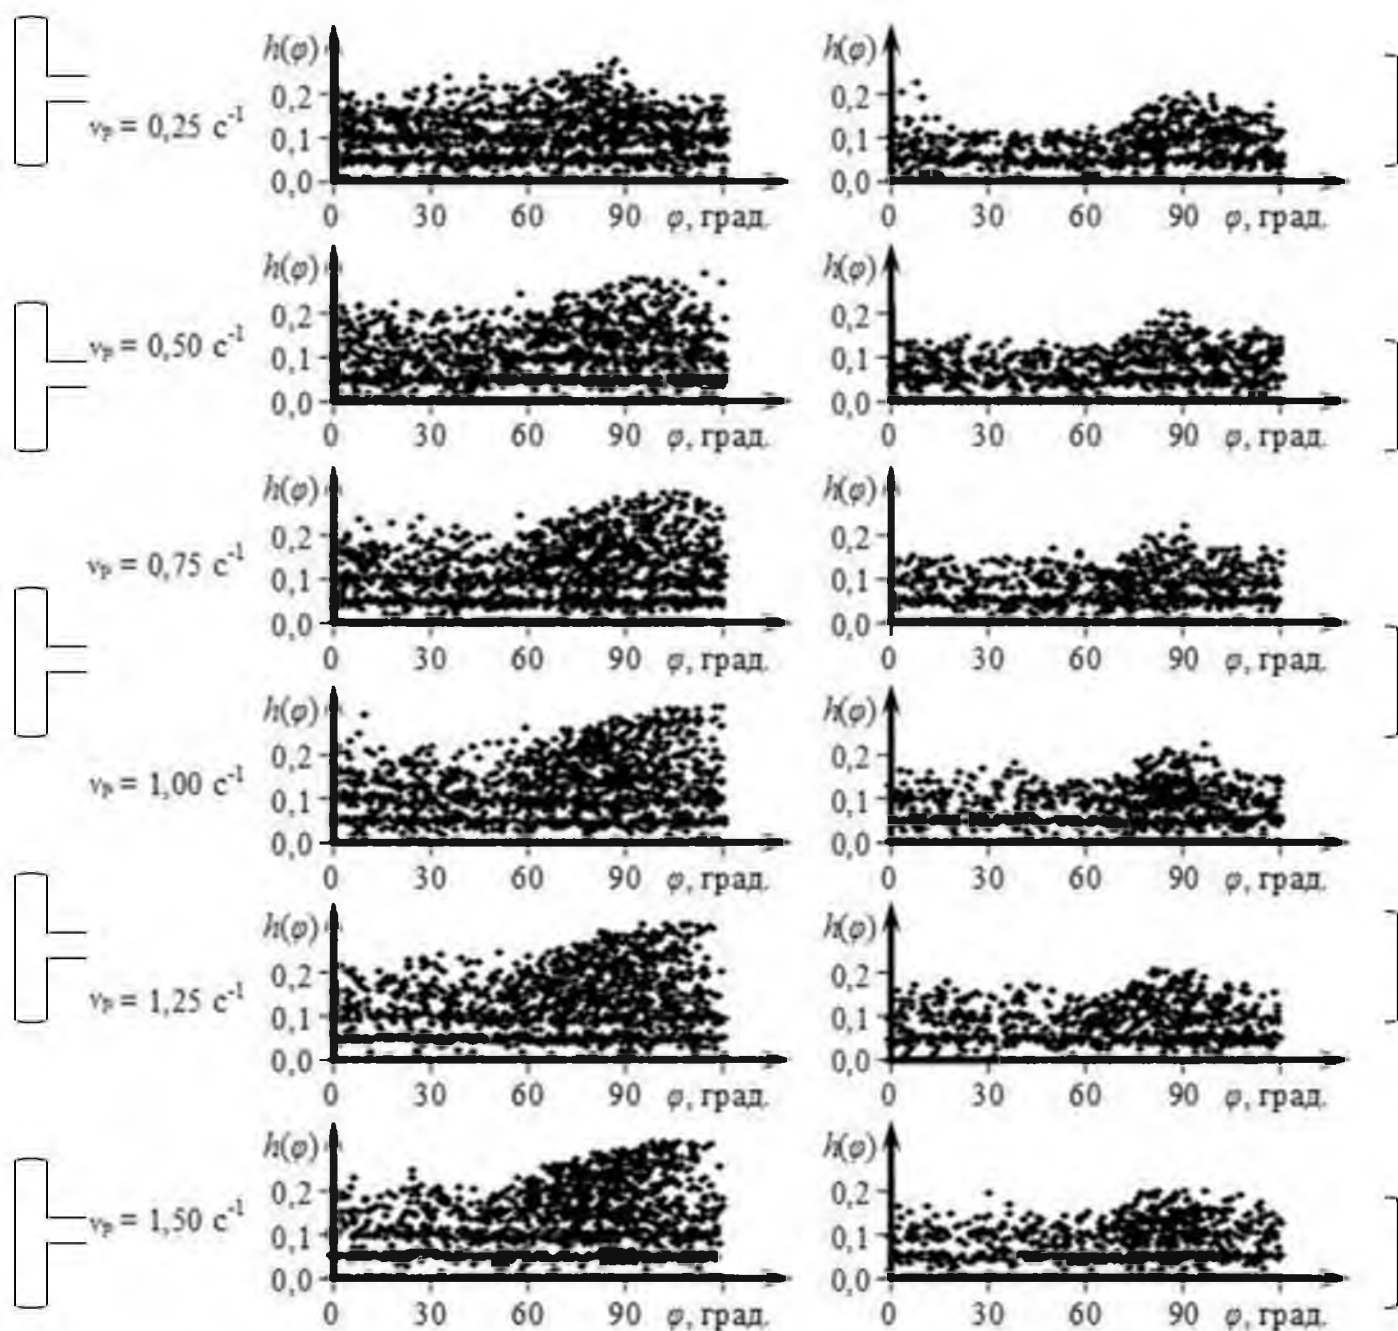 h(φ) h(φ)
0,2 0,2
νp = 0,25 c⁻¹ 0,1 0,1
0,0 0,0
0 30 60 90 φ, град. 0 30 60 90 φ, град.
h(φ) h(φ)
0,2 0,2
νp = 0,50 c⁻¹ 0,1 0,1
0,0 0,0
0 30 60 90 φ, град. 0 30 60 90 φ, град.
h(φ) h(φ)
0,2 0,2
νp = 0,75 c⁻¹ 0,1 0,1
0,0 0,0
0 30 60 90 φ, град. 0 30 60 90 φ, град.
h(φ) h(φ)
0,2 0,2
νp = 1,00 c⁻¹ 0,1 0,1
0,0 0,0
0 30 60 90 φ, град. 0 30 60 90 φ, град.
h(φ) h(φ)
0,2 0,2
νp = 1,25 c⁻¹ 0,1 0,1
0,0 0,0
0 30 60 90 φ, град. 0 30 60 90 φ, град.
h(φ) h(φ)
0,2 0,2
νp = 1,50 c⁻¹ 0,1 0,1
0,0 0,0
0 30 60 90 φ, град. 0 30 60 90 φ, град.